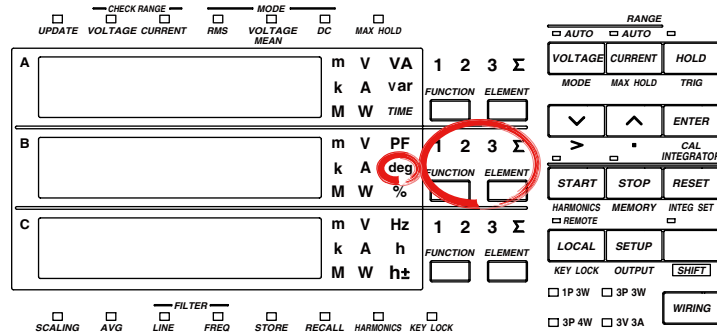 CHECK RANGE MODE
UPDATE VOLTAGE CURRENT RMS VOLTAGE MEAN DC MAX HOLD
A m V VA 1 2 3 Σ
k A var FUNCTION ELEMENT
M W TIME
B m V PF 1 2 3 Σ
k A deg FUNCTION ELEMENT
M W %
C m V Hz 1 2 3 Σ
k A h FUNCTION ELEMENT
M W h±
FILTER
SCALING AVG LINE FREQ STORE RECALL HARMONICS KEY LOCK
RANGE
AUTO AUTO
VOLTAGE CURRENT HOLD
MODE MAX HOLD TRIG
∨ ∧ ENTER
> · CAL
INTEGRATOR
START STOP RESET
HARMONICS MEMORY INTEG SET
REMOTE
LOCAL SETUP
KEY LOCK OUTPUT SHIFT
1P 3W 3P 3W
WIRING
3P 4W 3V 3A